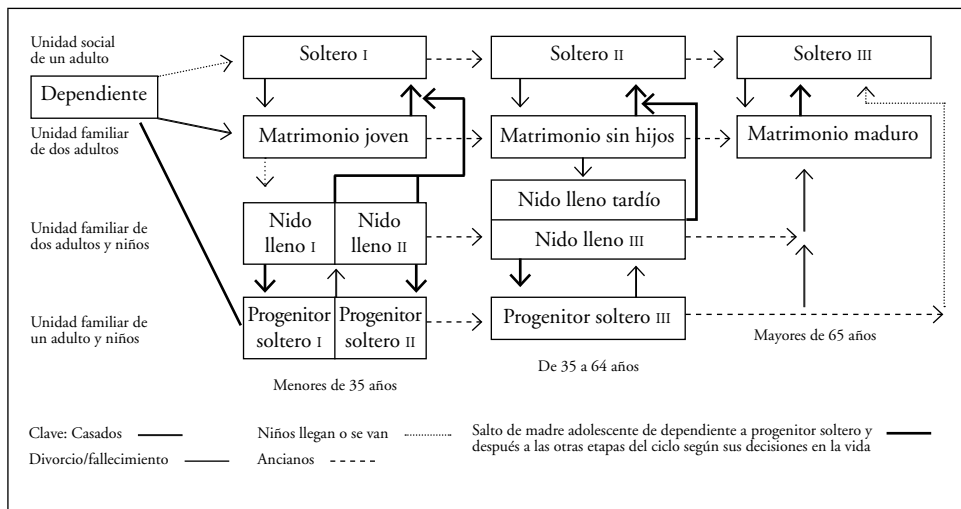 Unidad social
de un adulto
Soltero I
Soltero II
Soltero III
Dependiente
Unidad familiar
de dos adultos
Matrimonio joven
Matrimonio sin hijos
Matrimonio maduro
Nido lleno tardío
Unidad familiar de
dos adultos y niños
Nido
lleno I
Nido
lleno II
Nido lleno III
Unidad familiar de
un adulto y niños
Progenitor
soltero I
Progenitor
soltero II
Progenitor soltero III
Mayores de 65 años
De 35 a 64 años
Menores de 35 años
Clave: Casados
Niños llegan o se van
Salto de madre adolescente de dependiente a progenitor soltero y
después a las otras etapas del ciclo según sus decisiones en la vida
Divorcio/fallecimiento
Ancianos